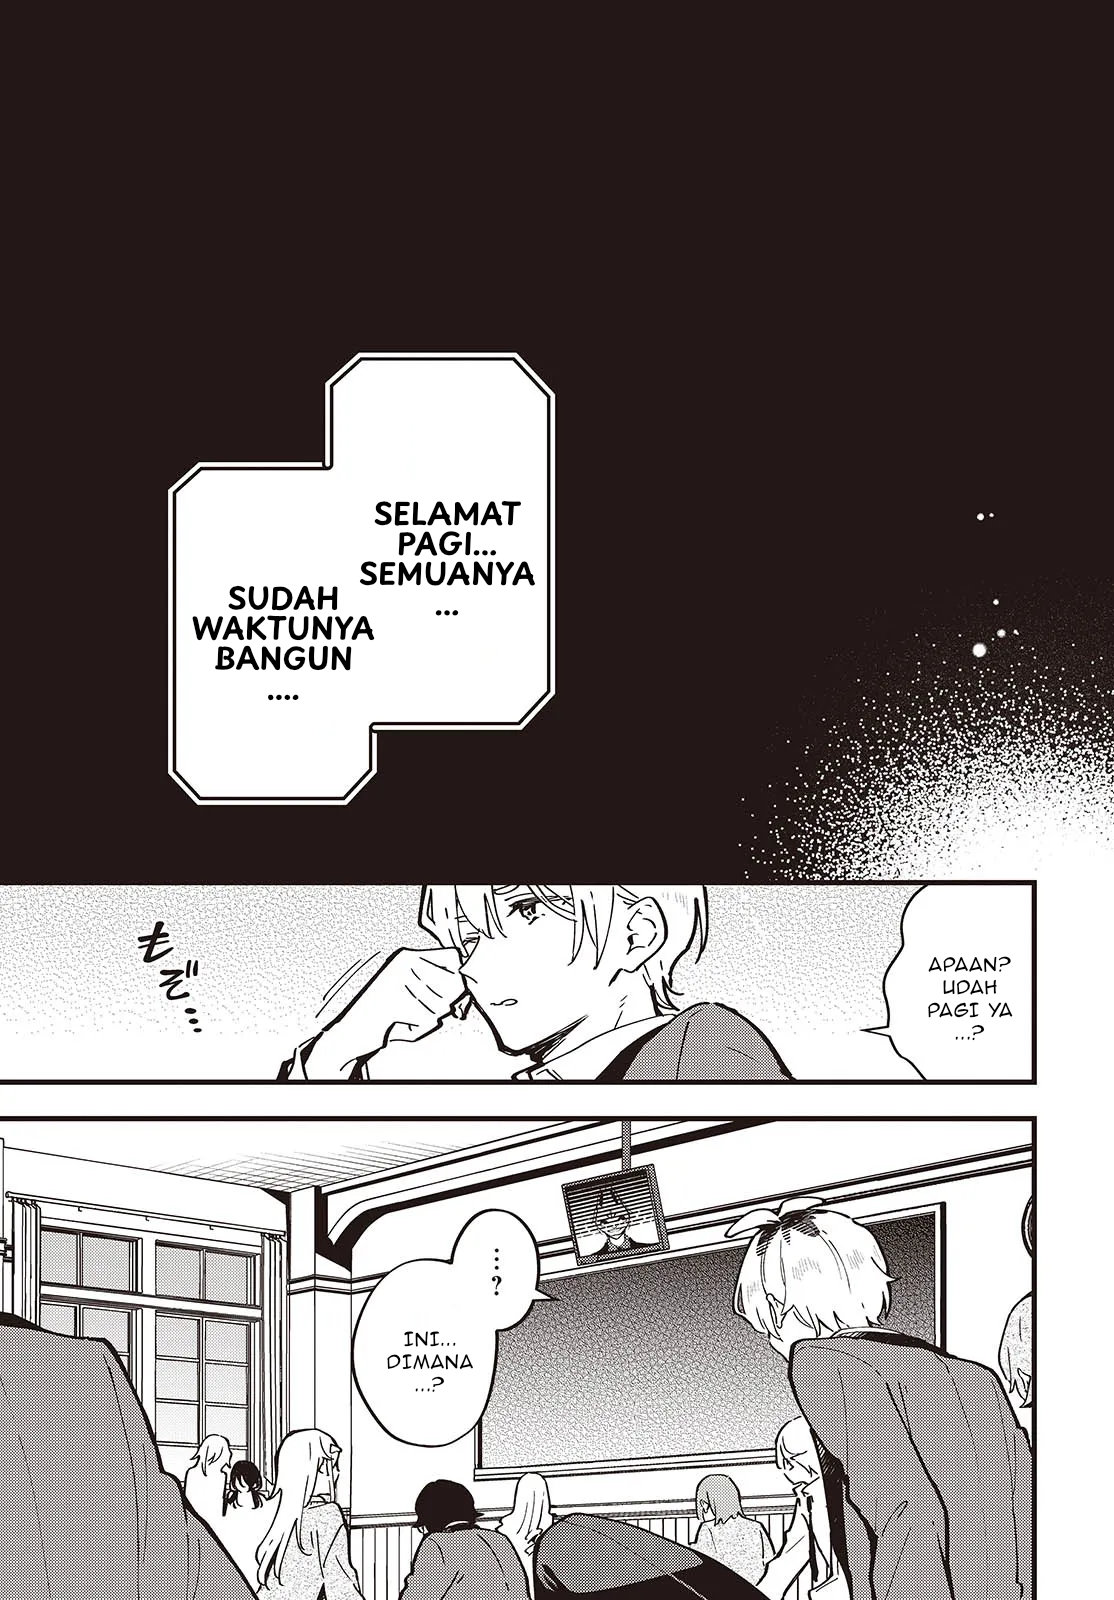 SELAMAT
PAGI...
SEMUANYA
...
SUDAH
WAKTUNYA
BANGUN
....
APAAN?
UDAH
PAGI YA
...?
もぞ...
...?
INI...
DIMANA
...?